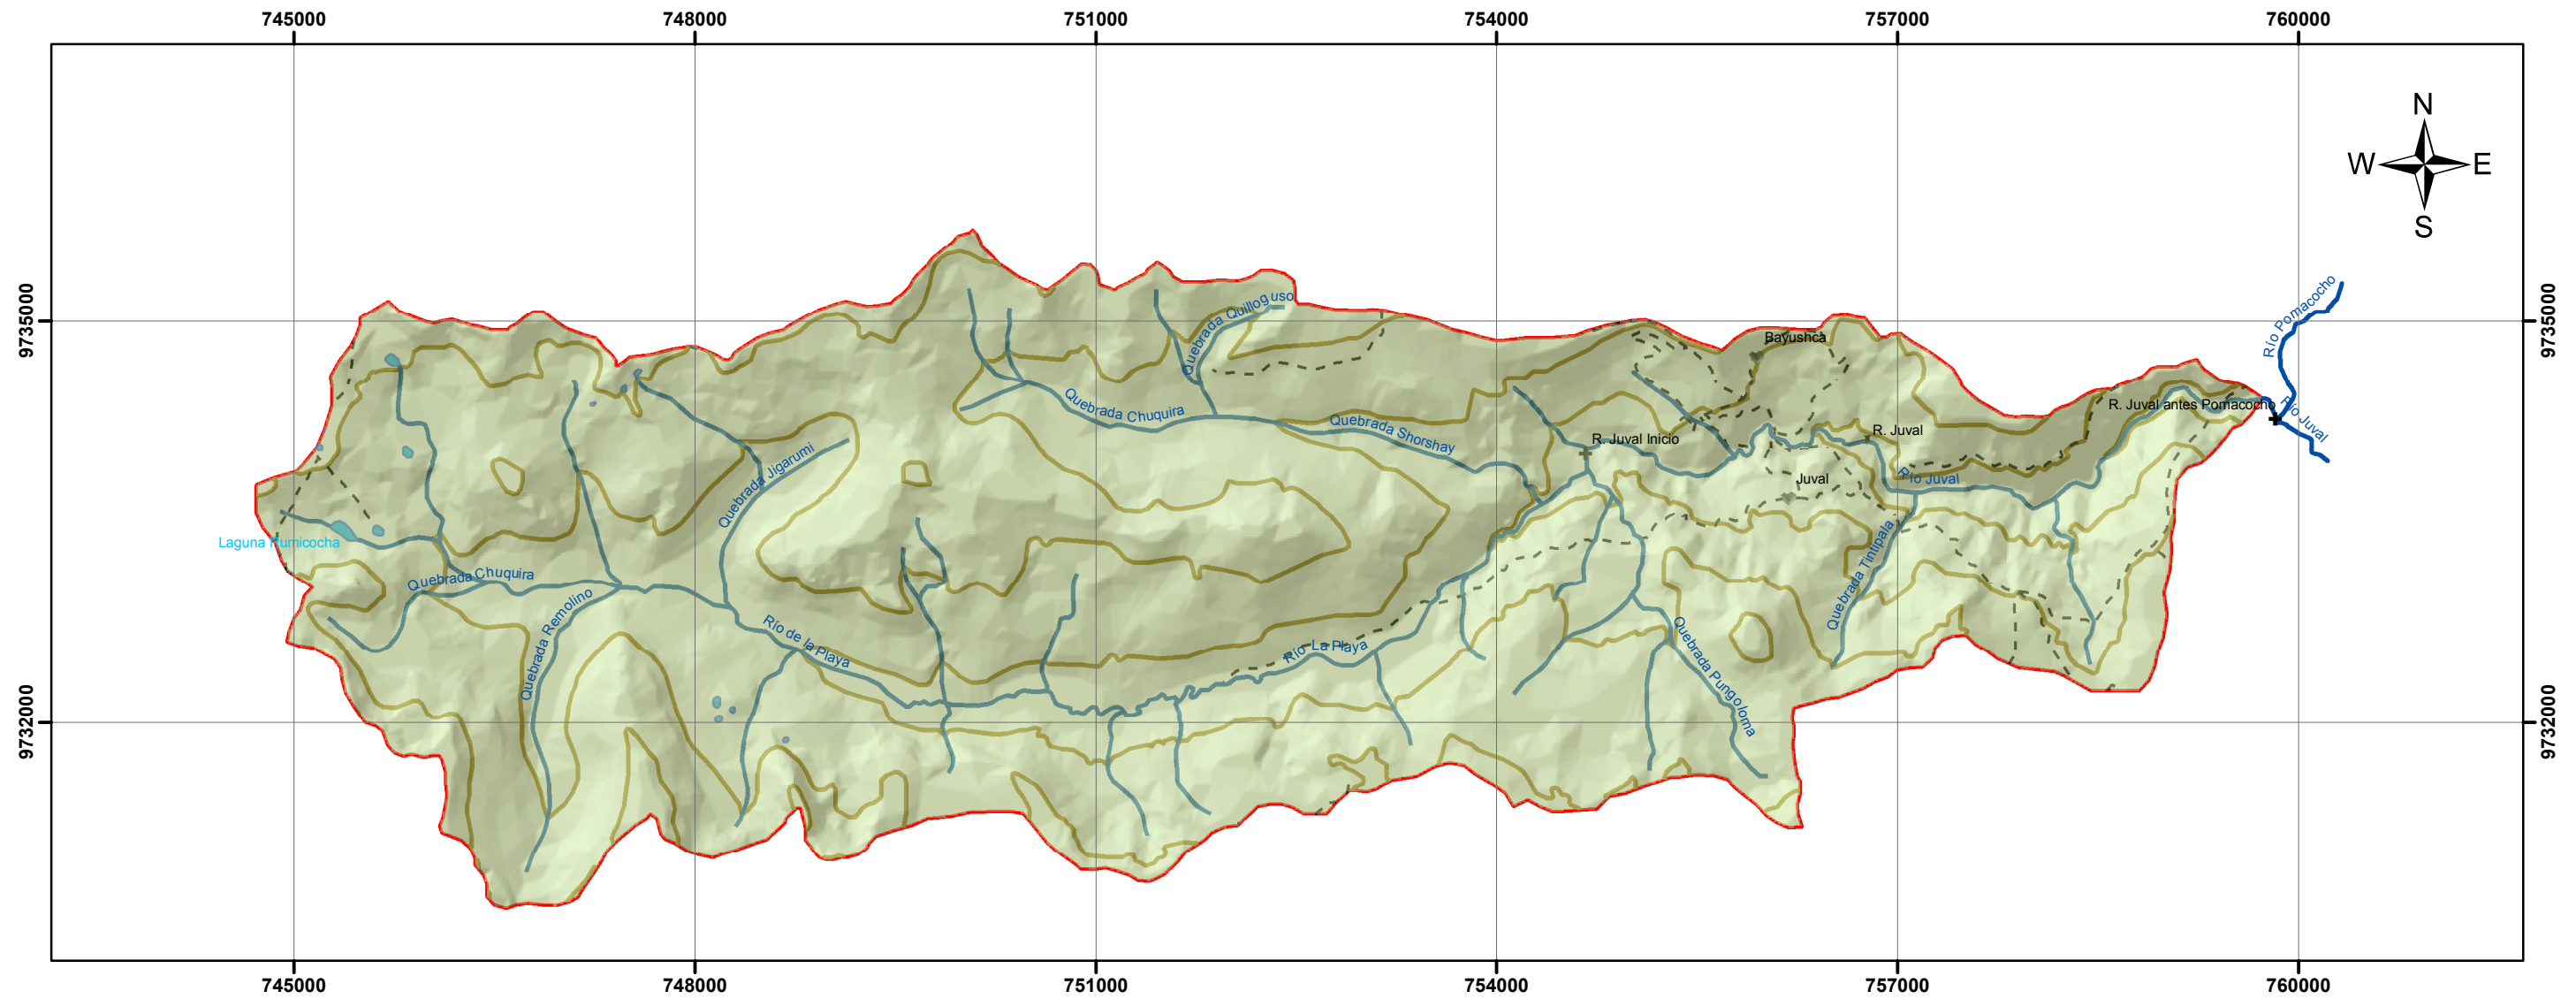 745000 748000 751000 754000 757000 760000
N
W E
S
9735000
9735000
Río Pomacocho
Quebrada Quilloguso
Bayushca
Quebrada Chuquira
Quebrada Shorshay
R. Juval Inicio
R. Juval
R. Juval antes Pomacocho
Río Juval
Quebrada Jigarumi
Juval
Río Juval
Laguna Rumicocha
Quebrada Chuquira
Quebrada Remolino
Río de la Playa
Río La Playa
Quebrada Pungoloma
Quebrada Tintipala
9732000
9732000
745000 748000 751000 754000 757000 760000